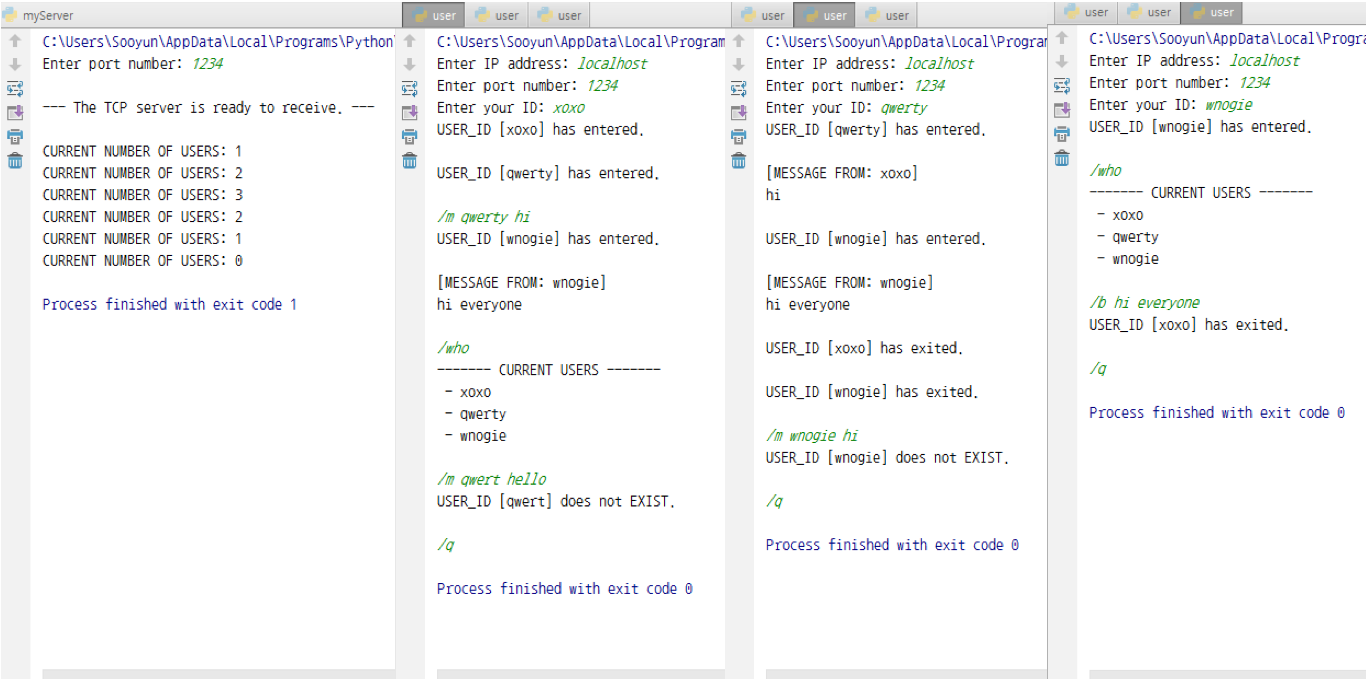 myServer
C:\Users\Sooyun\AppData\Local\Programs\Python
Enter port number: 1234
--- The TCP server is ready to receive. ---
CURRENT NUMBER OF USERS: 1
CURRENT NUMBER OF USERS: 2
CURRENT NUMBER OF USERS: 3
CURRENT NUMBER OF USERS: 2
CURRENT NUMBER OF USERS: 1
CURRENT NUMBER OF USERS: 0
Process finished with exit code 1
user user user
C:\Users\Sooyun\AppData\Local\Program
Enter IP address: localhost
Enter port number: 1234
Enter your ID: xoxo
USER_ID [xoxo] has entered.
USER_ID [qwerty] has entered.
/m qwerty hi
USER_ID [wnogie] has entered.
[MESSAGE FROM: wnogie]
hi everyone
/who
------- CURRENT USERS -------
- xoxo
- qwerty
- wnogie
/m qwert hello
USER_ID [qwert] does not EXIST.
/q
Process finished with exit code 0
user user user
C:\Users\Sooyun\AppData\Local\Program
Enter IP address: localhost
Enter port number: 1234
Enter your ID: qwerty
USER_ID [qwerty] has entered.
[MESSAGE FROM: xoxo]
hi
USER_ID [wnogie] has entered.
[MESSAGE FROM: wnogie]
hi everyone
USER_ID [xoxo] has exited.
USER_ID [wnogie] has exited.
/m wnogie hi
USER_ID [wnogie] does not EXIST.
/q
Process finished with exit code 0
user user user
C:\Users\Sooyun\AppData\Local\Progra
Enter IP address: localhost
Enter port number: 1234
Enter your ID: wnogie
USER_ID [wnogie] has entered.
/who
------- CURRENT USERS -------
- xoxo
- qwerty
- wnogie
/b hi everyone
USER_ID [xoxo] has exited.
/q
Process finished with exit code 0